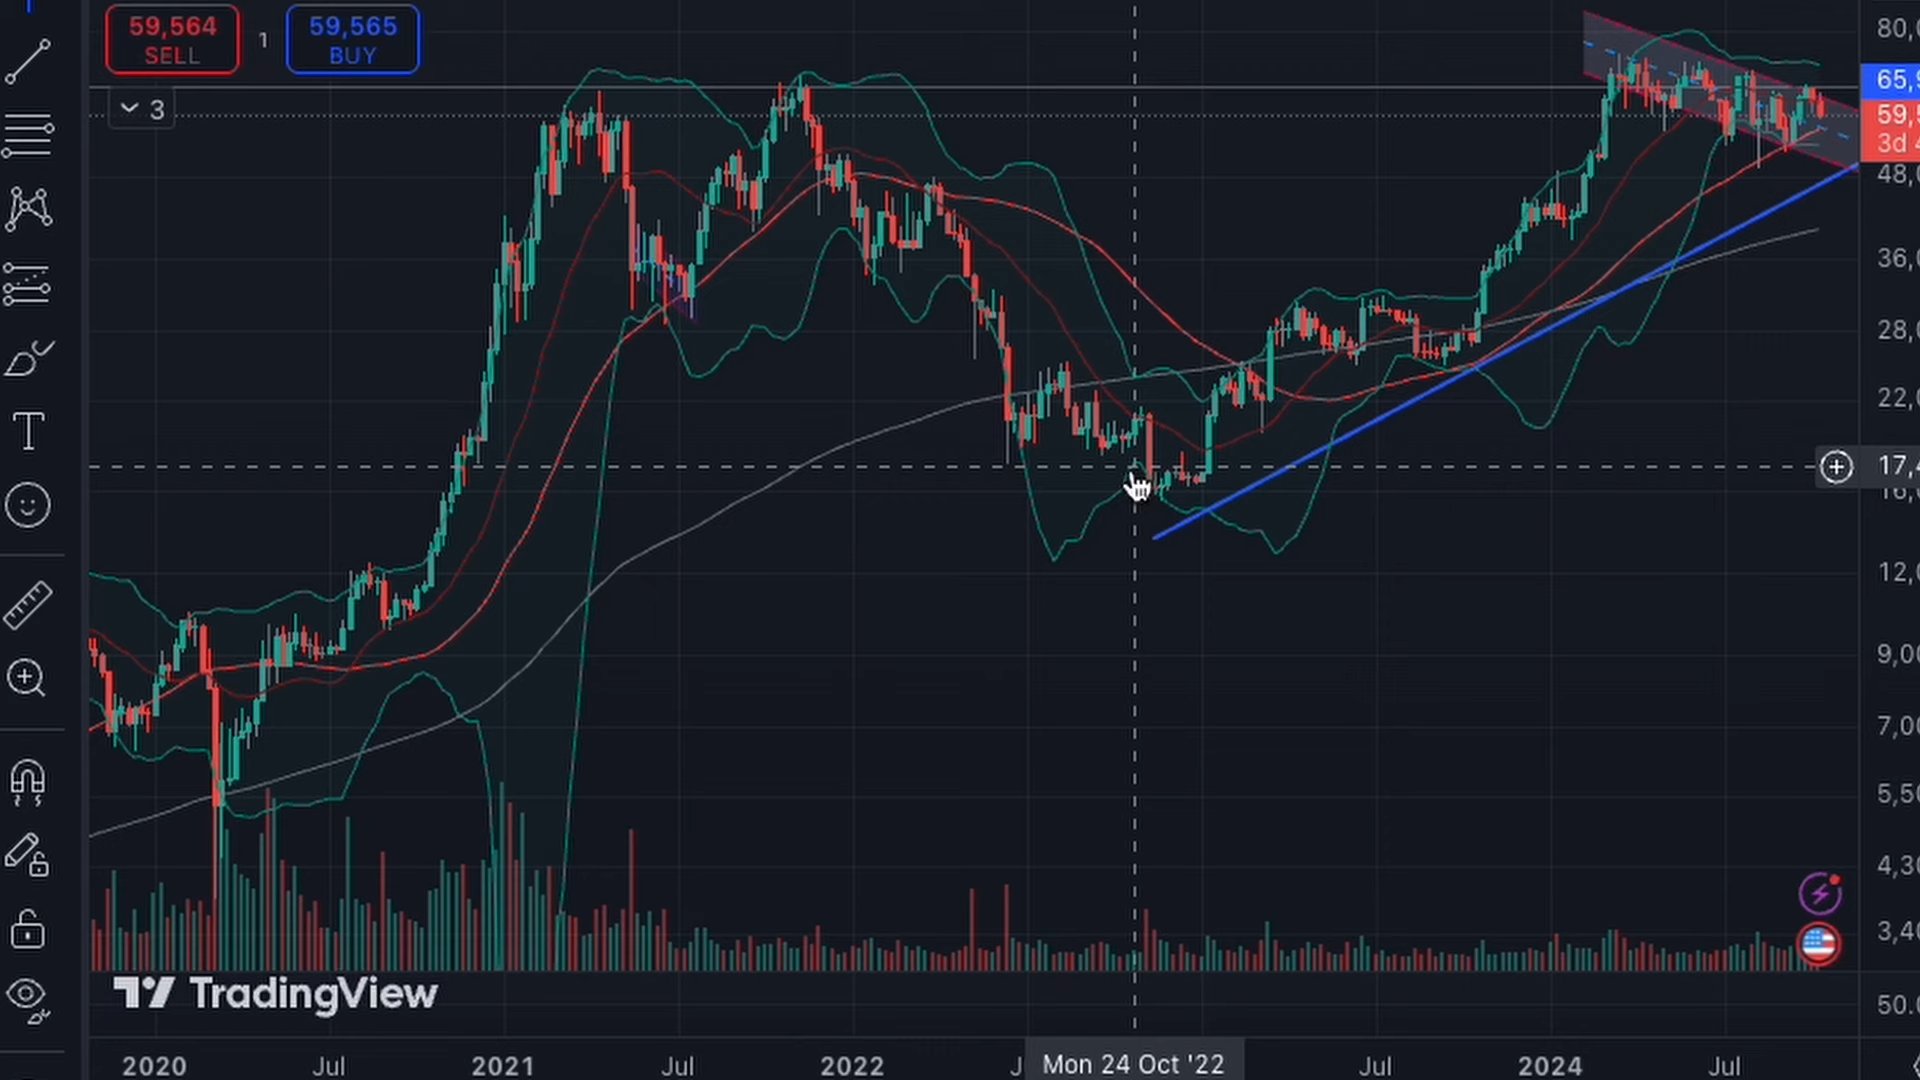 59,564
SELL
1
59,565
BUY
3
80,
65,
59,
3d
48,
36,
28,
22,
17,
16,
12,
9,00
7,00
5,50
4,30
3,40
50.
TradingView
2020
Jul
2021
Jul
2022
Mon 24 Oct '22
Jul
2024
Jul